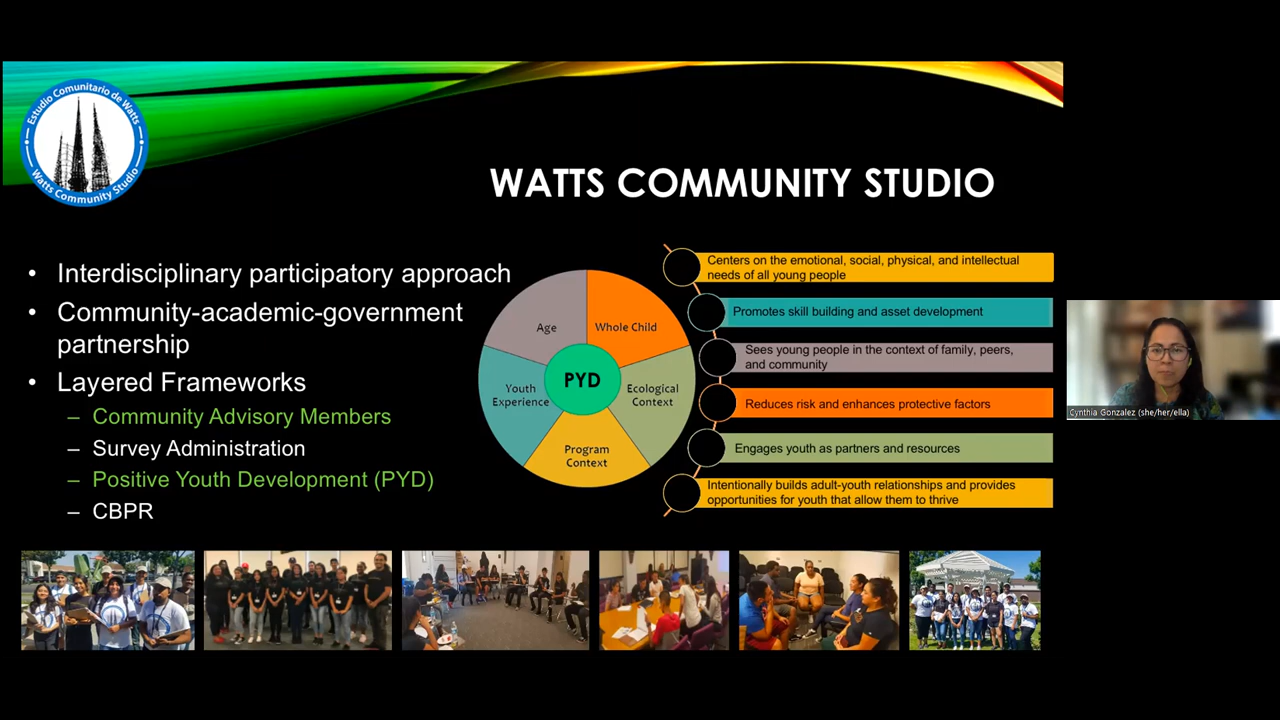 Estudio Comunitario de Watts
Watts Community Studio
WATTS COMMUNITY STUDIO
• Interdisciplinary participatory approach
• Community-academic-government
partnership
• Layered Frameworks
– Community Advisory Members
– Survey Administration
– Positive Youth Development (PYD)
– CBPR
Age
Whole Child
Youth
Experience
PYD
Ecological
Context
Program
Context
Centers on the emotional, social, physical, and intellectual
needs of all young people
Promotes skill building and asset development
Sees young people in the context of family, peers,
and community
Reduces risk and enhances protective factors
Engages youth as partners and resources
Intentionally builds adult-youth relationships and provides
opportunities for youth that allow them to thrive
Cynthia Gonzalez (she/her/ella)